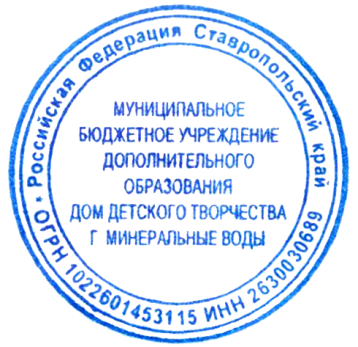 * Российская Федерация Ставропольский край
ОГРН 1022601453115 ИНН 2630030689
МУНИЦИПАЛЬНОЕ
БЮДЖЕТНОЕ УЧРЕЖДЕНИЕ
ДОПОЛНИТЕЛЬНОГО
ОБРАЗОВАНИЯ
ДОМ ДЕТСКОГО ТВОРЧЕСТВА
Г МИНЕРАЛЬНЫЕ ВОДЫ